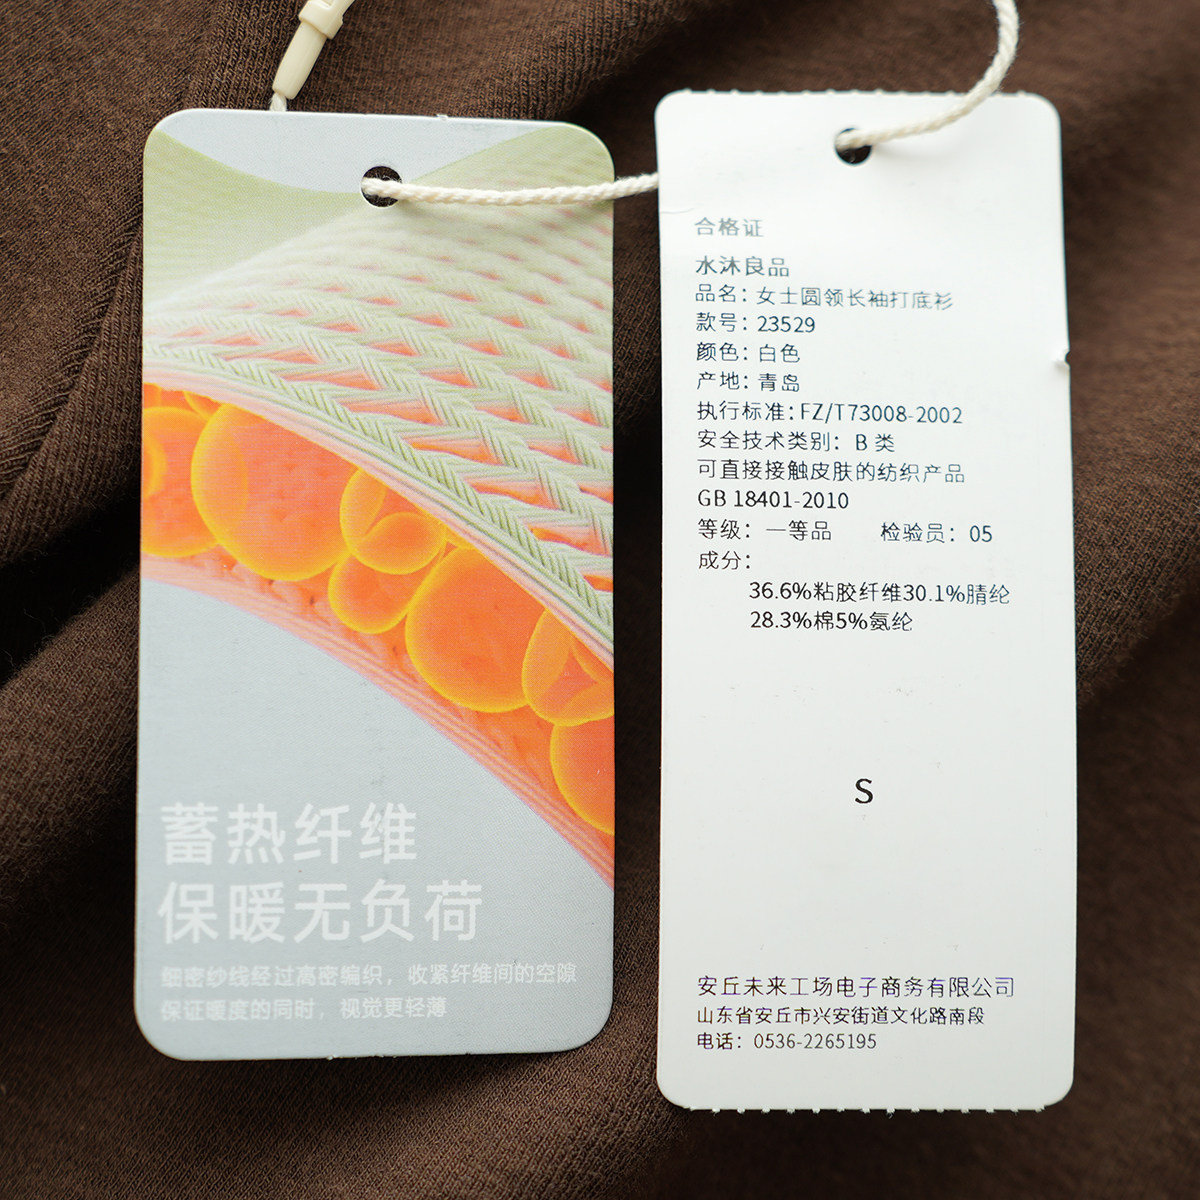 蓄热纤维
保暖无负荷
细密纱线经过高密编织，收紧纤维间的空隙
保证暖度的同时，视觉更轻薄
合格证
水沐良品
品名：女士圆领长袖打底衫
款号：23529
颜色：白色
产地：青岛
执行标准：FZ/T73008-2002
安全技术类别：B 类
可直接接触皮肤的纺织产品
GB 18401-2010
等级：一等品 检验员：05
成分：
36.6%粘胶纤维30.1%腈纶
28.3%棉5%氨纶
S
安丘未来工场电子商务有限公司
山东省安丘市兴安街道文化路南段
电话：0536-2265195